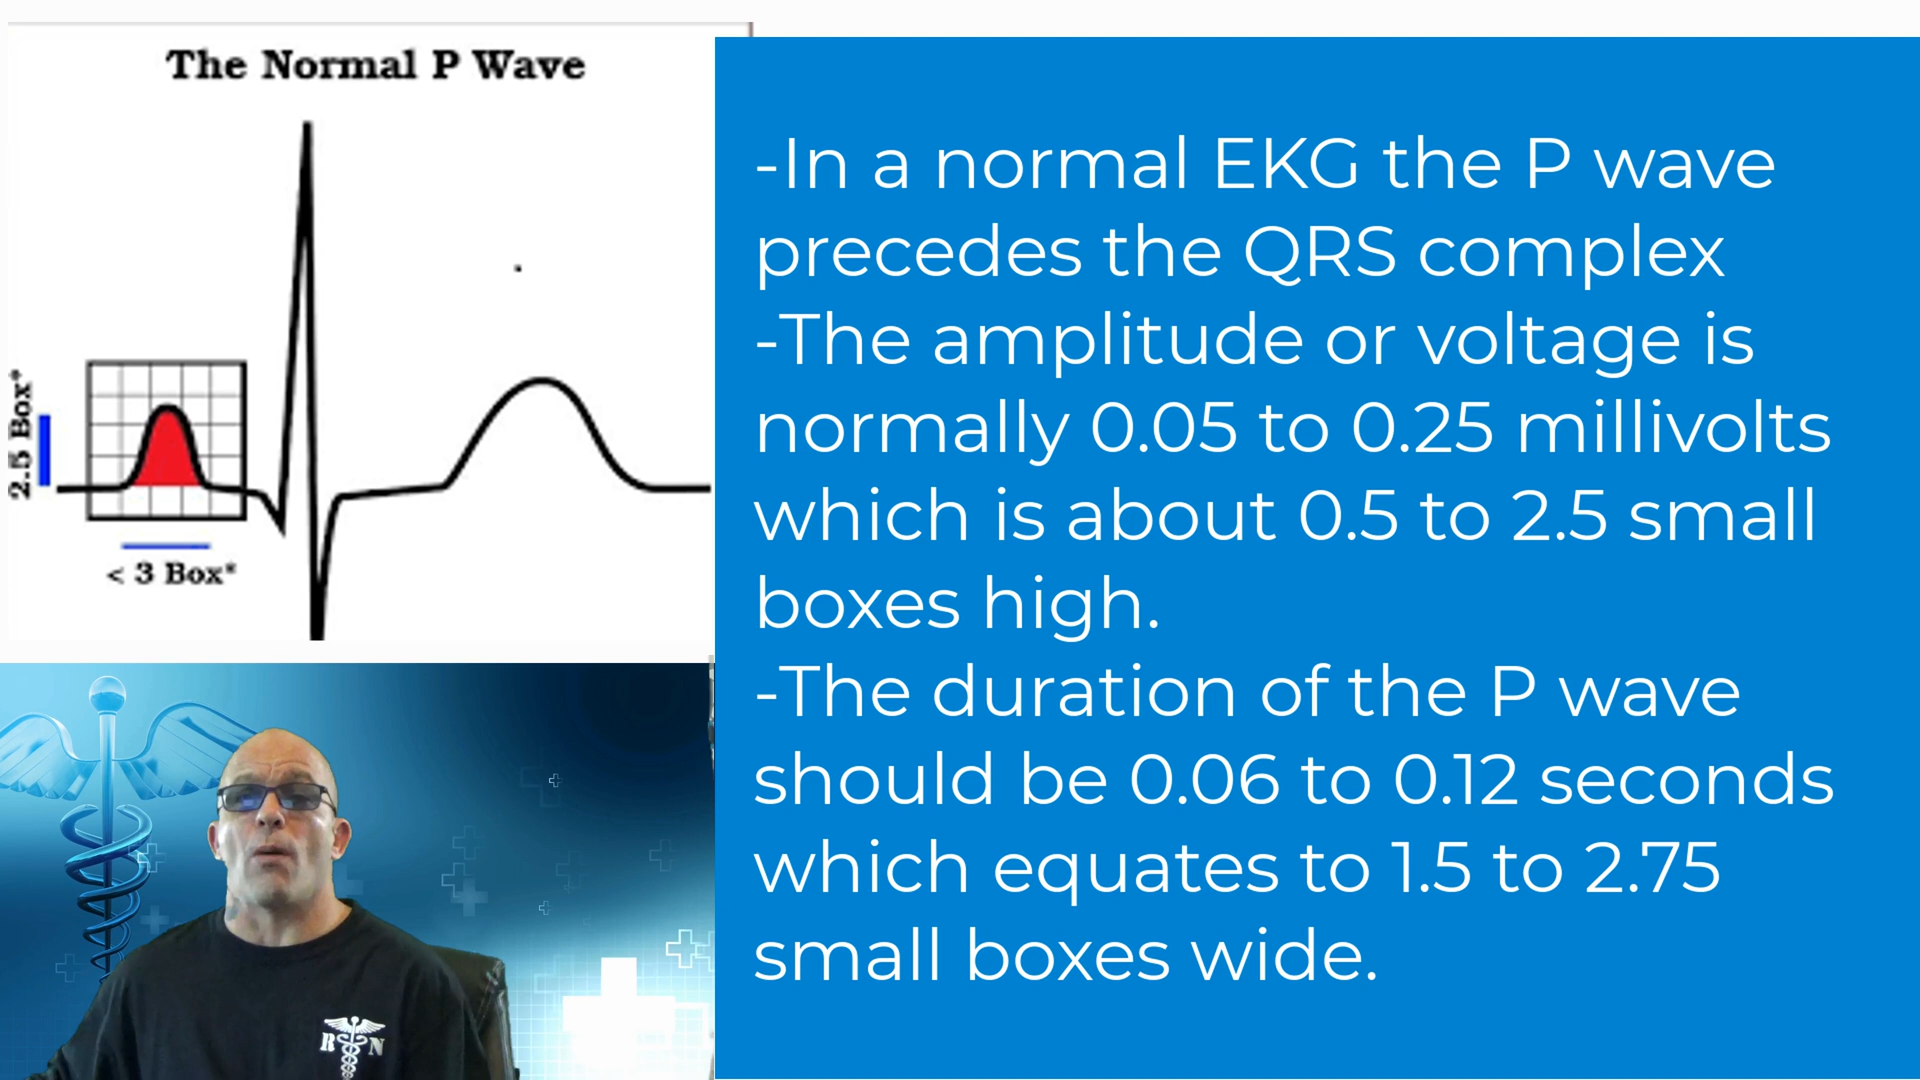 The Normal P Wave
2.5 Box*
< 3 Box*
-In a normal EKG the P wave
precedes the QRS complex
-The amplitude or voltage is
normally 0.05 to 0.25 millivolts
which is about 0.5 to 2.5 small
boxes high.
-The duration of the P wave
should be 0.06 to 0.12 seconds
which equates to 1.5 to 2.75
small boxes wide.
R N